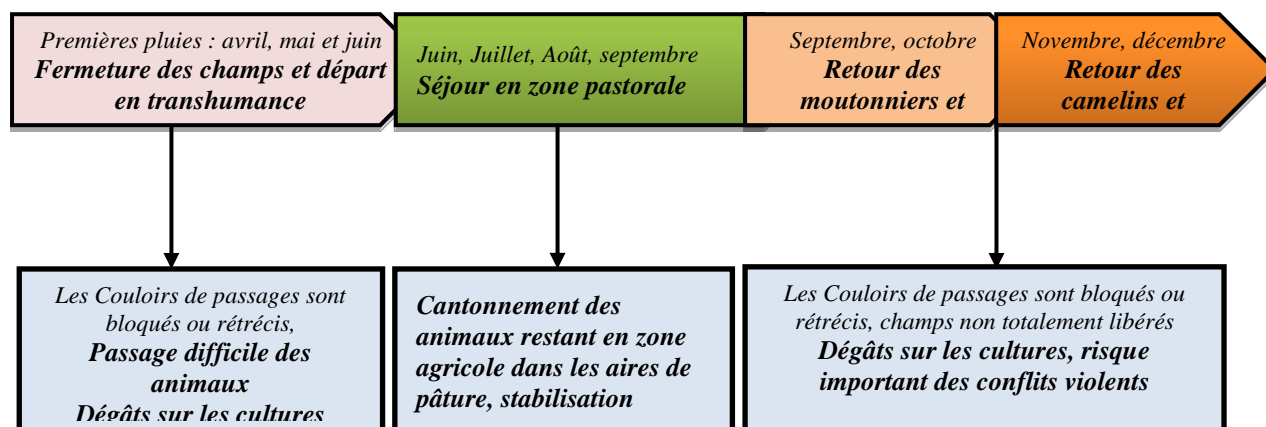 Premières pluies : avril, mai et juin
Fermeture des champs et départ
en transhumance
Juin, Juillet, Août, septembre
Séjour en zone pastorale
Septembre, octobre
Retour des
moutonniers et
Novembre, décembre
Retour des
camelins et
Les Couloirs de passages sont
bloqués ou rétrécis,
Passage difficile des
animaux
Dégâts sur les cultures
Cantonnement des
animaux restant en zone
agricole dans les aires de
pâture, stabilisation
Les Couloirs de passages sont bloqués ou
rétrécis, champs non totalement libérés
Dégâts sur les cultures, risque
important des conflits violents